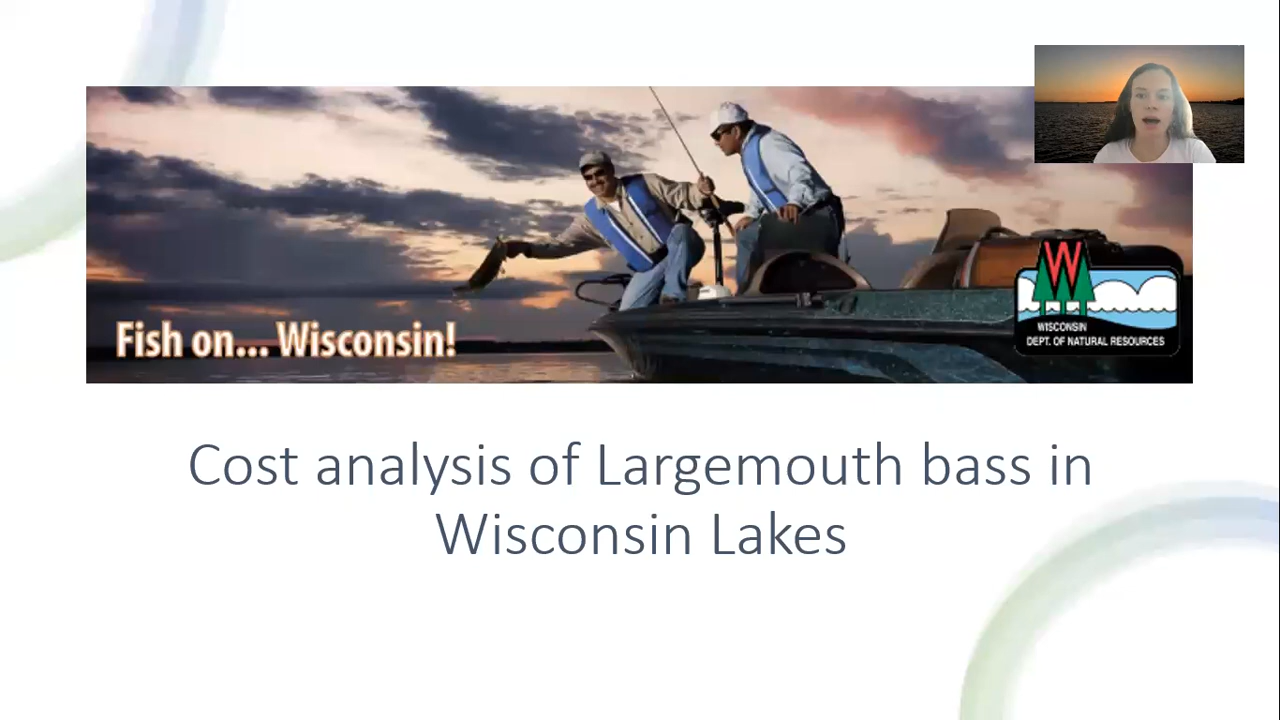 Fish on... Wisconsin!
W
WISCONSIN
DEPT. OF NATURAL RESOURCES
Cost analysis of Largemouth bass in
Wisconsin Lakes